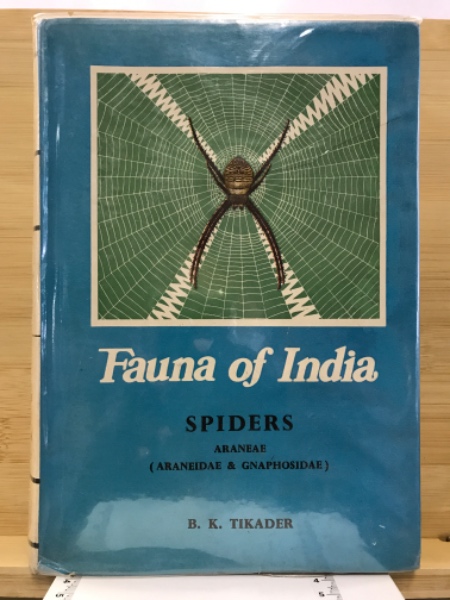 Fauna of India
SPIDERS
ARANEAE
( ARANEIDAE & GNAPHOSIDAE )
B. K. TIKADER